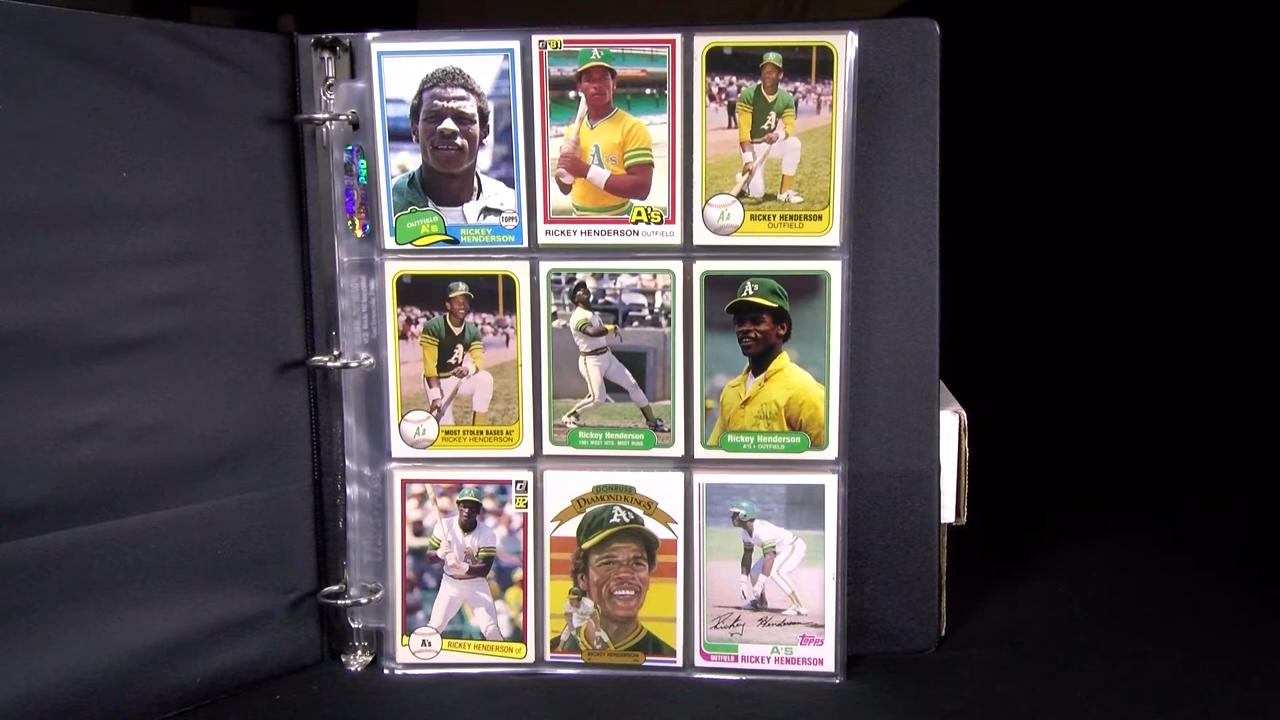 OUTFIELD
A's
TOPPS
RICKEY
HENDERSON
'81
A's
A's
RICKEY HENDERSON OUTFIELD
A
A's
RICKEY HENDERSON
OUTFIELD
PRO
A
A's
"MOST STOLEN BASES AL"
RICKEY HENDERSON
Rickey Henderson
1981 MOST HITS, MOST RUNS
A's
Rickey Henderson
A'S • OUTFIELD
82
A's
RICKEY HENDERSON of
DONRUSS
DIAMOND KINGS
A's
RICKEY HENDERSON
Rickey Henderson
Topps
A'S
OUTFIELD
RICKEY HENDERSON